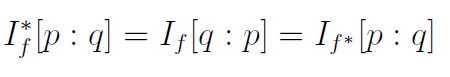 $I_f^*[p : q] = I_f[q : p] = I_{f*}[p : q]$